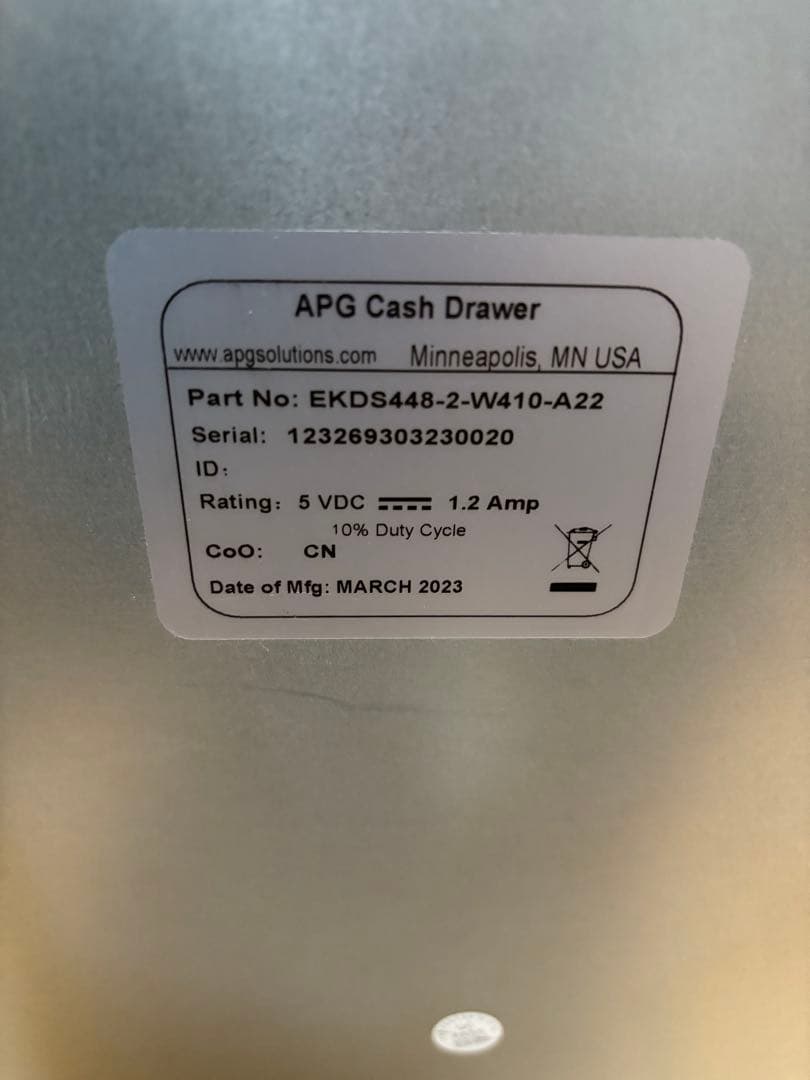 APG Cash Drawer
www.apgsolutions.com Minneapolis, MN USA
Part No: EKDS448-2-W410-A22
Serial: 123269303230020
ID:
Rating: 5 VDC 1.2 Amp
10% Duty Cycle
CoO: CN
Date of Mfg: MARCH 2023